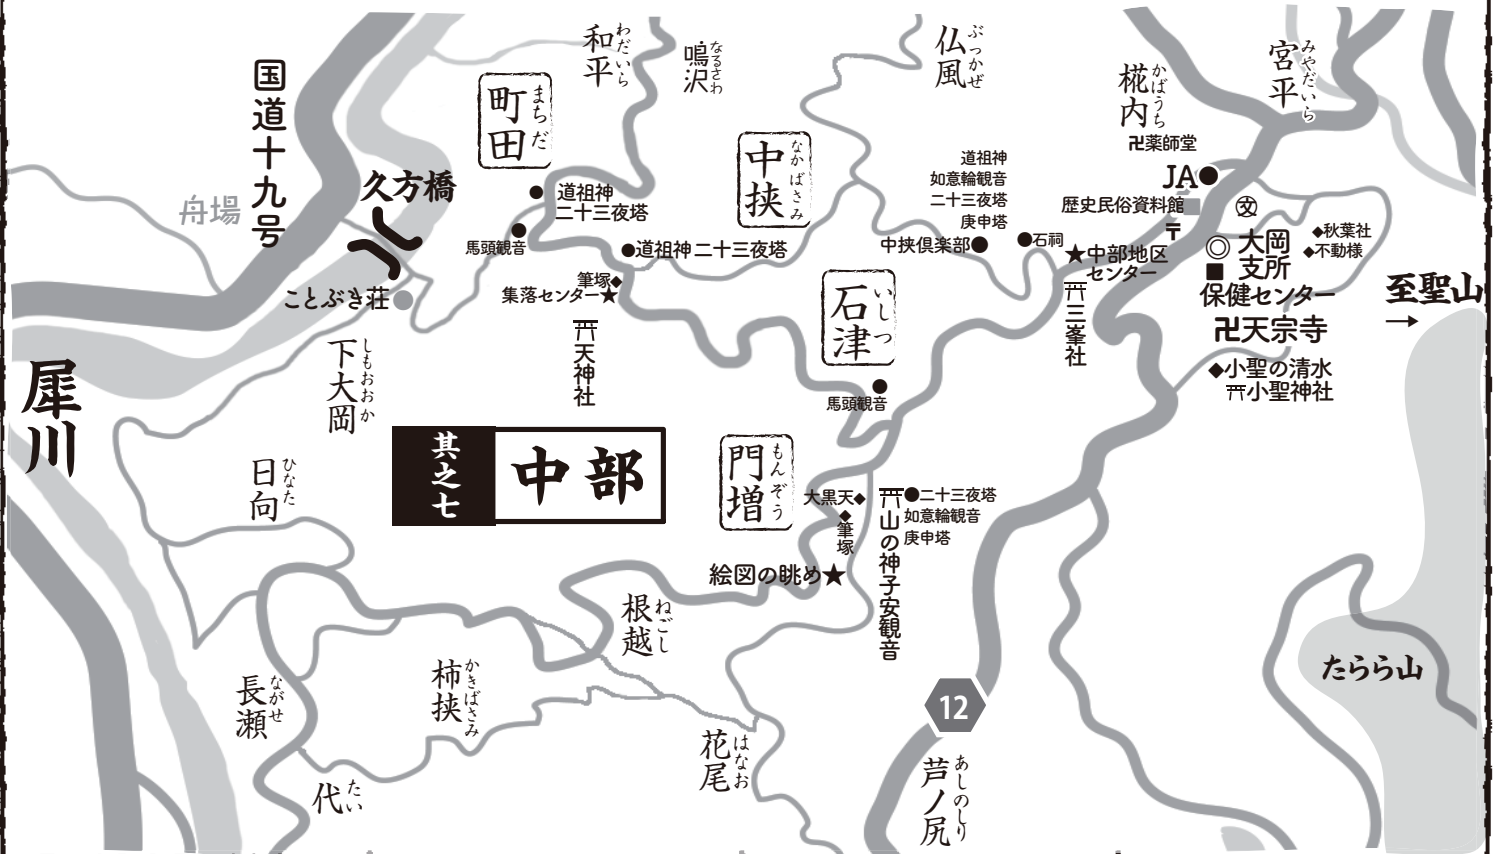 国道十九号
舟場
久方橋
ことぶき荘
犀川
町田
まちだ
和平
わだいら
鳴沢
なるさわ
道祖神
二十三夜塔
馬頭観音
道祖神 二十三夜塔
筆塚◆
集落センター★
天神社
中挟
なかばさみ
仏風
ぶっかぜ
道祖神
如意輪観音
二十三夜塔
庚申塔
中挟倶楽部●
●石祠
椛内
かばうち
卍薬師堂
JA●
歴史民俗資料館
〒
★中部地区
センター
三峯社
宮平
みやだいら
文
◎大岡
支所
■
保健センター
卍天宗寺
◆秋葉社
◆不動様
◆小聖の清水
小聖神社
至聖山
→
石津
いしつ
馬頭観音
下大岡
しもおおか
日向
ひなた
其之七
中部
門増
もんぞう
大黒天◆
◆筆塚
絵図の眺め★
山の神子安観音
●二十三夜塔
如意輪観音
庚申塔
根越
ねごし
柿挟
かきばさみ
長瀬
ながせ
代
たい
花尾
はなお
12
芦ノ尻
あしのしり
たらら山